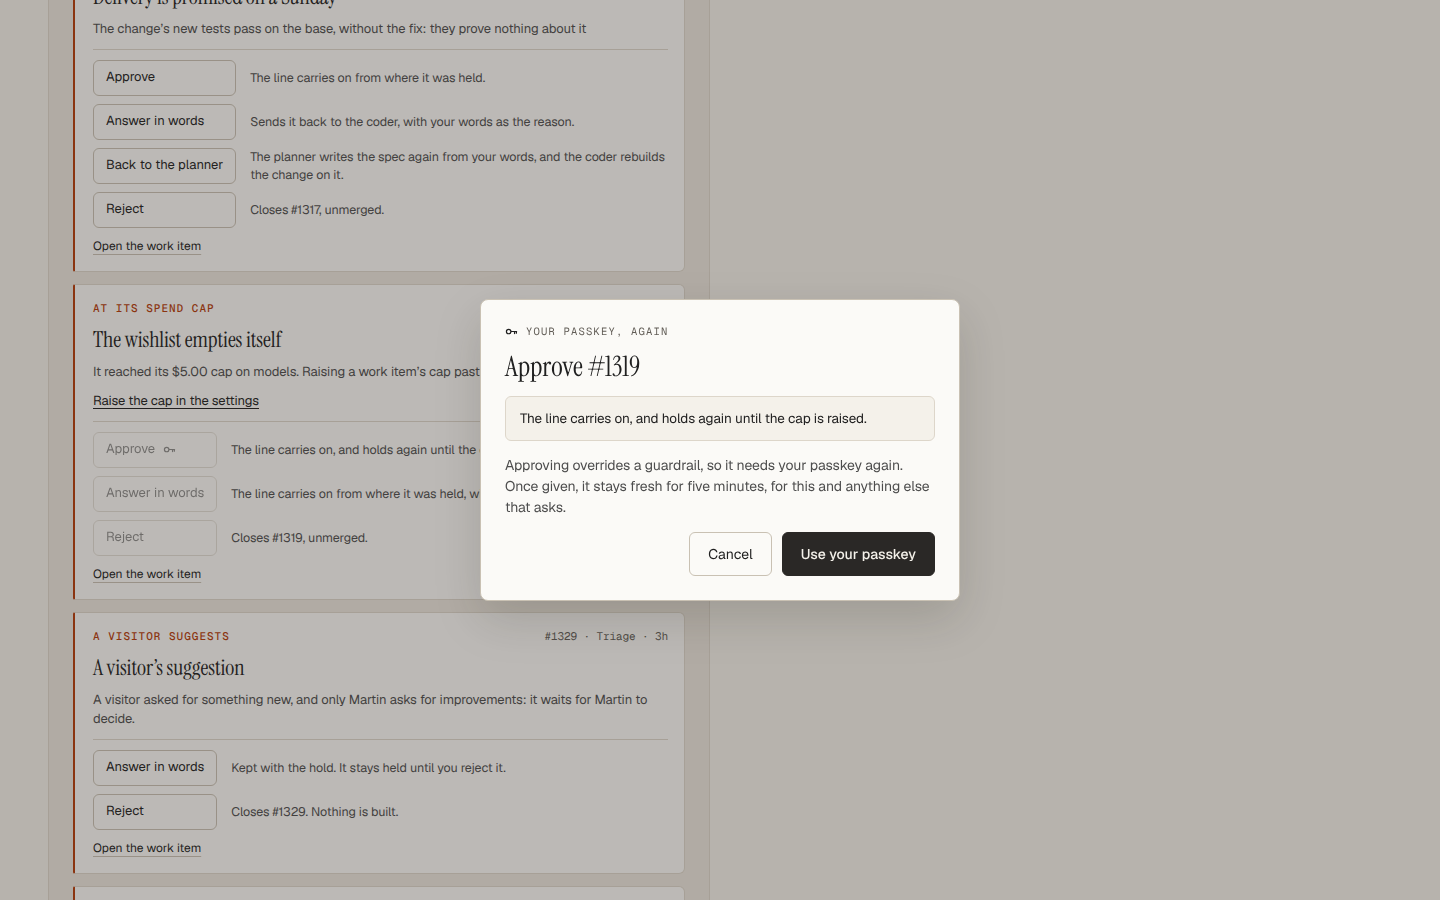 Delivery is promised on a Sunday
The change’s new tests pass on the base, without the fix: they prove nothing about it
Approve
The line carries on from where it was held.
Answer in words
Sends it back to the coder, with your words as the reason.
Back to the planner
The planner writes the spec again from your words, and the coder rebuilds
the change on it.
Reject
Closes #1317, unmerged.
Open the work item
AT ITS SPEND CAP
The wishlist empties itself
It reached its $5.00 cap on models. Raising a work item’s cap past
Raise the cap in the settings
Approve
The line carries on, and holds again until the
Answer in words
The line carries on from where it was held, w
Reject
Closes #1319, unmerged.
Open the work item
YOUR PASSKEY, AGAIN
Approve #1319
The line carries on, and holds again until the cap is raised.
Approving overrides a guardrail, so it needs your passkey again.
Once given, it stays fresh for five minutes, for this and anything else
that asks.
Cancel
Use your passkey
A VISITOR SUGGESTS
#1329 · Triage · 3h
A visitor’s suggestion
A visitor asked for something new, and only Martin asks for improvements: it waits for Martin to
decide.
Answer in words
Kept with the hold. It stays held until you reject it.
Reject
Closes #1329. Nothing is built.
Open the work item